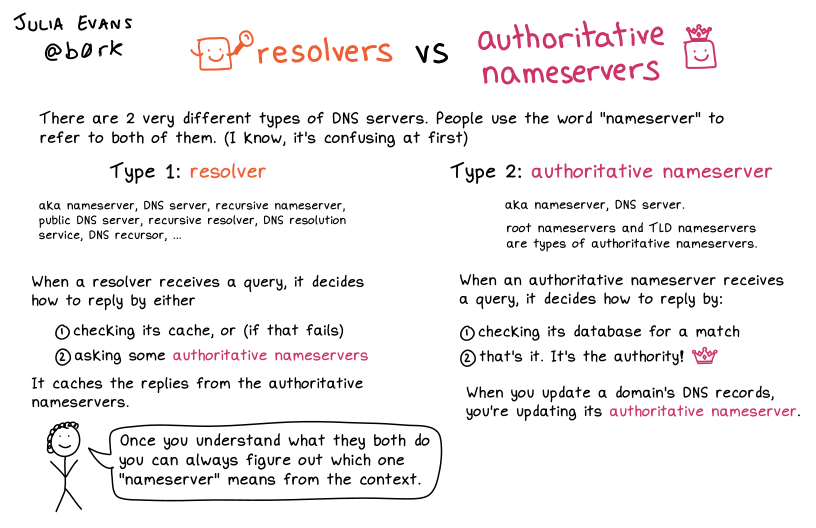 JULIA EVANS
@b0rk
resolvers vs authoritative
nameservers
There are 2 very different types of DNS servers. People use the word "nameserver" to
refer to both of them. (I know, it's confusing at first)
Type 1: resolver
aka nameserver, DNS server, recursive nameserver,
public DNS server, recursive resolver, DNS resolution
service, DNS recursor, ...
When a resolver receives a query, it decides
how to reply by either
① checking its cache, or (if that fails)
② asking some authoritative nameservers
It caches the replies from the authoritative
nameservers.
Type 2: authoritative nameserver
aka nameserver, DNS server.
root nameservers and TLD nameservers
are types of authoritative nameservers.
When an authoritative nameserver receives
a query, it decides how to reply by:
① checking its database for a match
② that's it. It's the authority!
When you update a domain's DNS records,
you're updating its authoritative nameserver.
Once you understand what they both do
you can always figure out which one
"nameserver" means from the context.